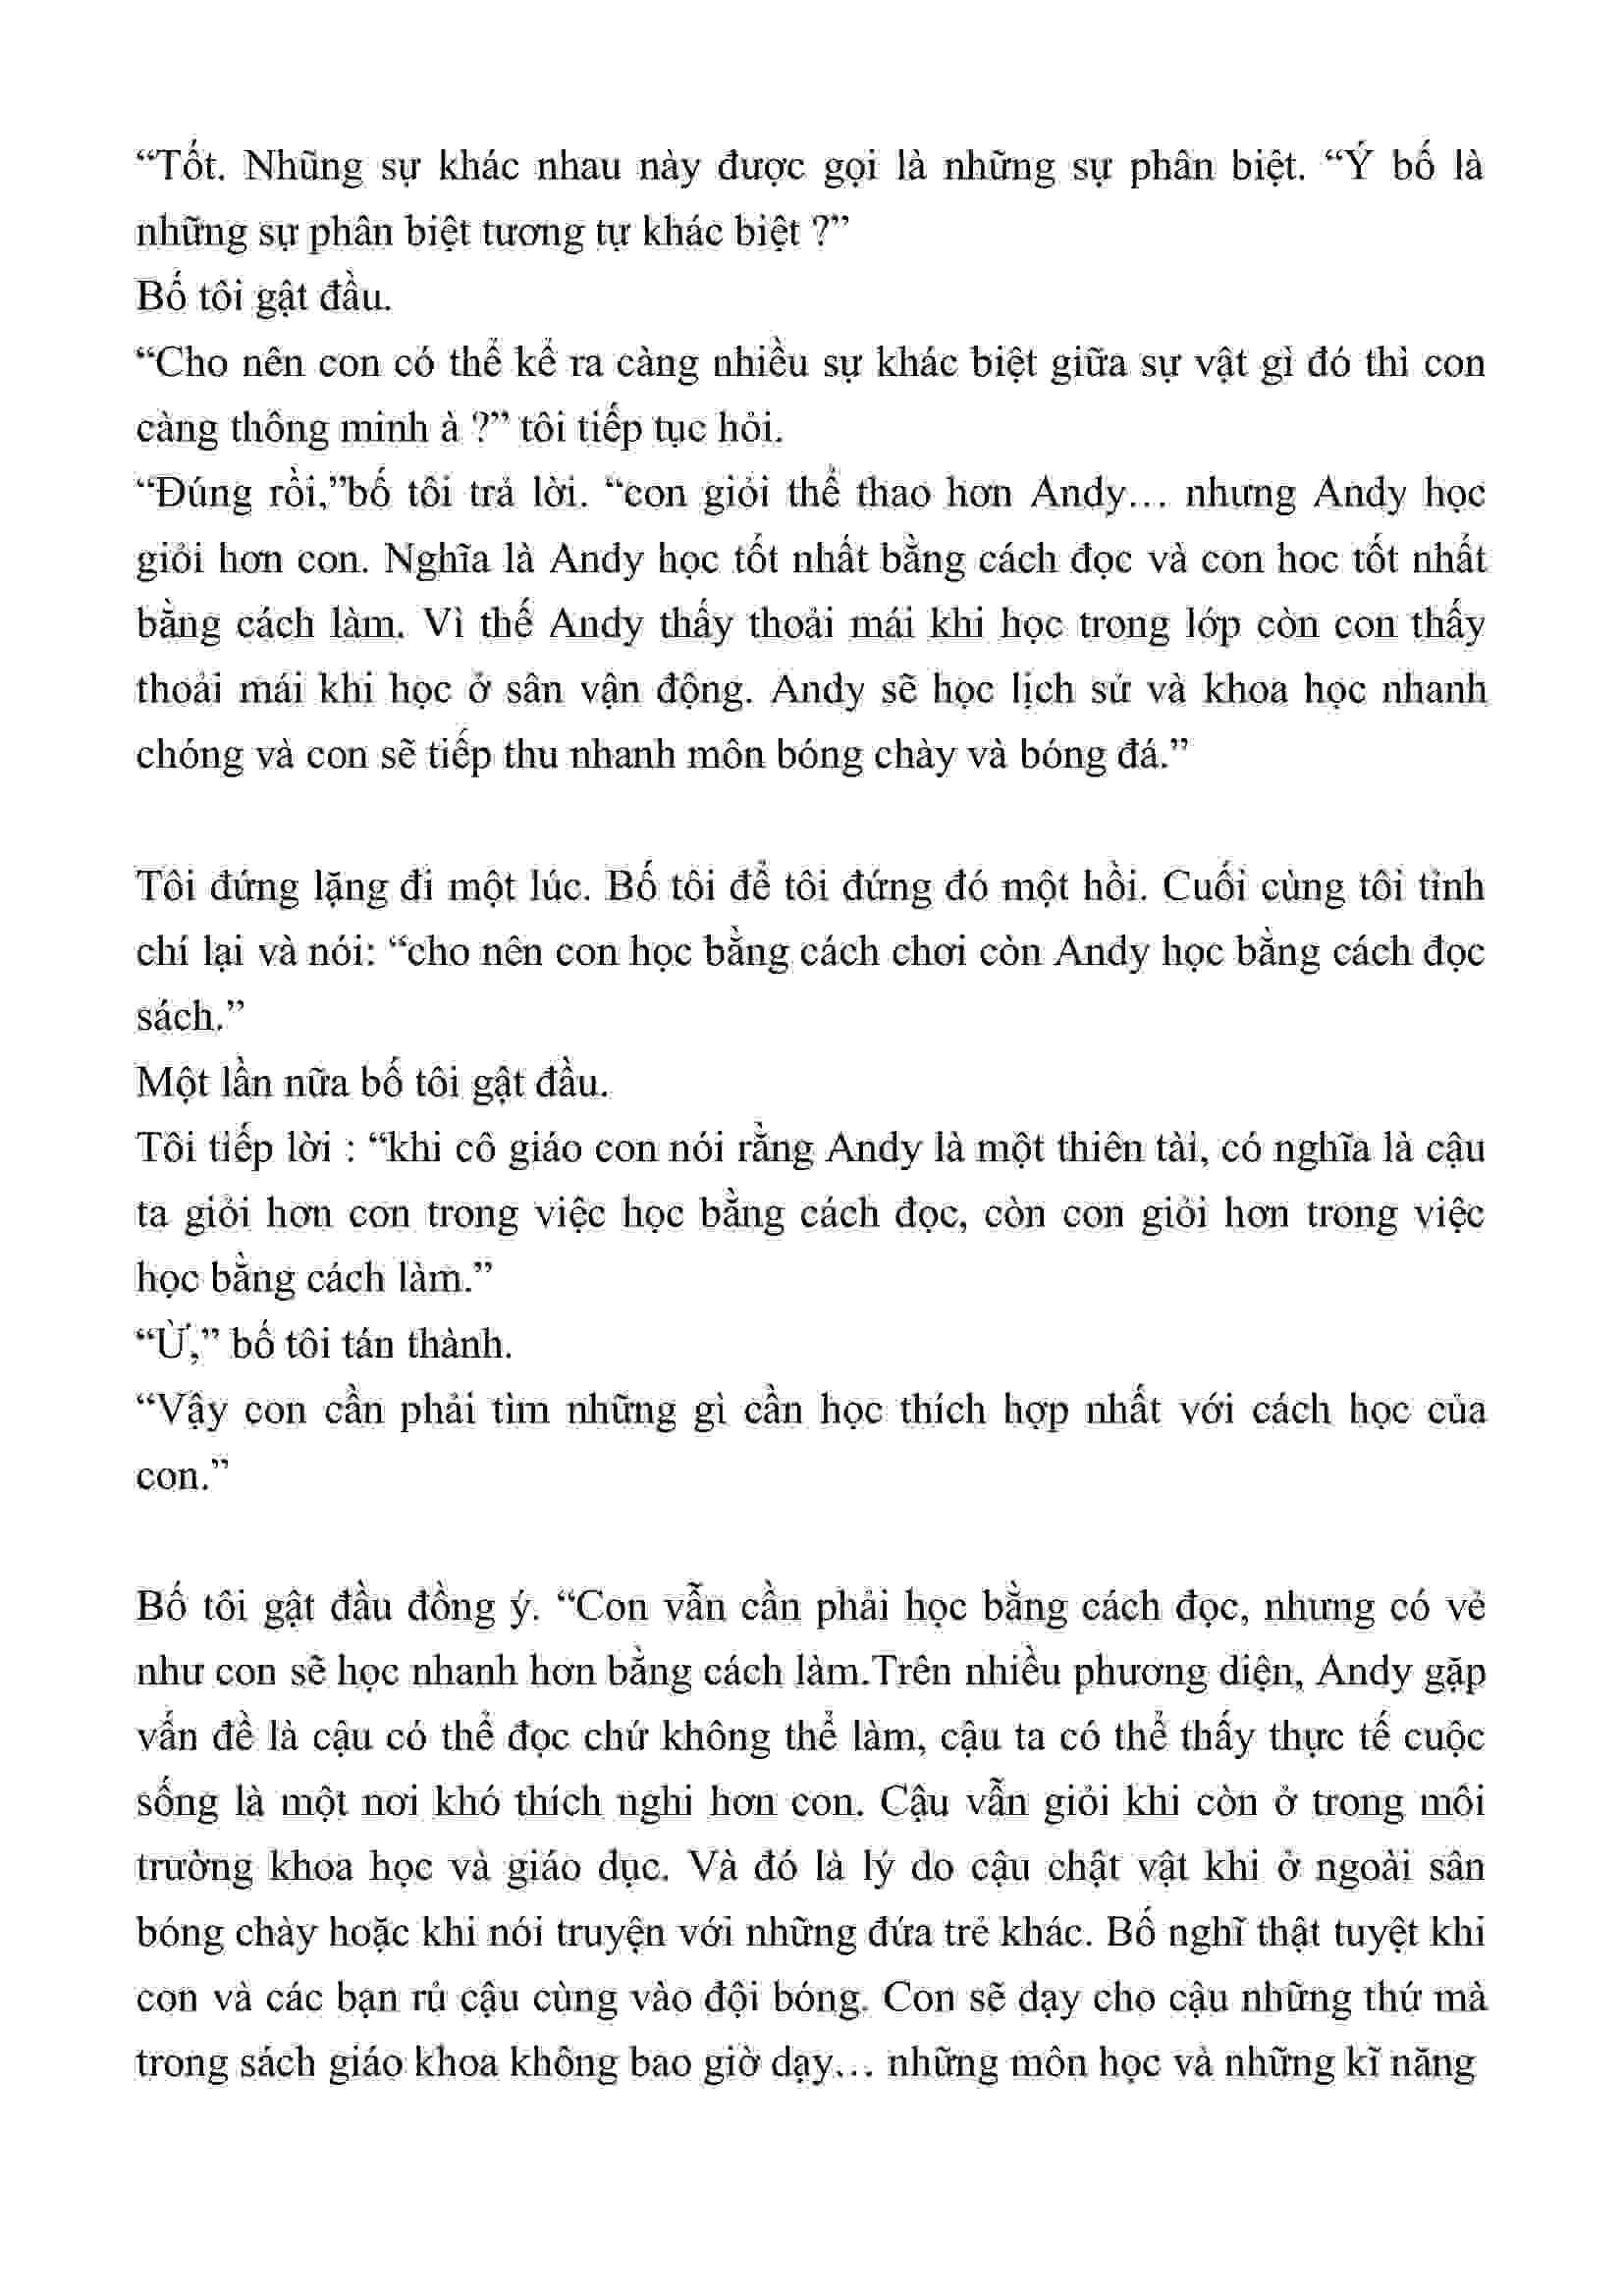 “Tốt. Những sự khác nhau này được gọi là những sự phân biệt. “Ý bố là
những sự phân biệt tương tự khác biệt ?”
Bố tôi gật đầu.
“Cho nên con có thể kể ra càng nhiều sự khác biệt giữa sự vật gì đó thì con
càng thông minh à ?” tôi tiếp tục hỏi.
“Đúng rồi,”bố tôi trả lời. “con giỏi thể thao hơn Andy… nhưng Andy học
giỏi hơn con. Nghĩa là Andy học tốt nhất bằng cách đọc và con hoc tốt nhất
bằng cách làm. Vì thế Andy thấy thoải mái khi học trong lớp còn con thấy
thoải mái khi học ở sân vận động. Andy sẽ học lịch sử và khoa học nhanh
chóng và con sẽ tiếp thu nhanh môn bóng chày và bóng đá.”
Tôi đứng lặng đi một lúc. Bố tôi để tôi đứng đó một hồi. Cuối cùng tôi tỉnh
chí lại và nói: “cho nên con học bằng cách chơi còn Andy học bằng cách đọc
sách.”
Một lần nữa bố tôi gật đầu.
Tôi tiếp lời : “khi cô giáo con nói rằng Andy là một thiên tài, có nghĩa là cậu
ta giỏi hơn con trong việc học bằng cách đọc, còn con giỏi hơn trong việc
học bằng cách làm.”
“Ừ,” bố tôi tán thành.
“Vậy con cần phải tìm những gì cần học thích hợp nhất với cách học của
con.”
Bố tôi gật đầu đồng ý. “Con vẫn cần phải học bằng cách đọc, nhưng có vẻ
như con sẽ học nhanh hơn bằng cách làm.Trên nhiều phương diện, Andy gặp
vấn đề là cậu có thể đọc chứ không thể làm, cậu ta có thể thấy thực tế cuộc
sống là một nơi khó thích nghi hơn con. Cậu vẫn giỏi khi còn ở trong môi
trường khoa học và giáo dục. Và đó là lý do cậu chật vật khi ở ngoài sân
bóng chày hoặc khi nói truyện với những đứa trẻ khác. Bố nghĩ thật tuyệt khi
con và các bạn rủ cậu cùng vào đội bóng. Con sẽ dạy cho cậu những thứ mà
trong sách giáo khoa không bao giờ dạy… những môn học và những kĩ năng